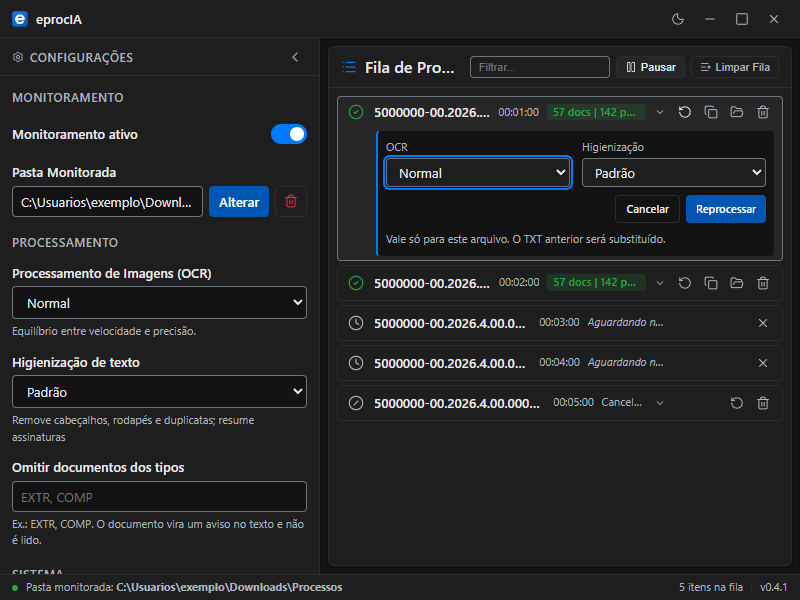 eprocIA
CONFIGURAÇÕES
MONITORAMENTO
Monitoramento ativo
Pasta Monitorada
C:\Usuarios\exemplo\Downl...
Alterar
PROCESSAMENTO
Processamento de Imagens (OCR)
Normal
Equilíbrio entre velocidade e precisão.
Higienização de texto
Padrão
Remove cabeçalhos, rodapés e duplicatas; resume
assinaturas
Omitir documentos dos tipos
EXTR, COMP
Ex.: EXTR, COMP. O documento vira um aviso no texto e não
é lido.
Fila de Pro...
Filtrar...
Pausar
Limpar Fila
5000000-00.2026.... 00:01:00 57 docs | 142 p...
OCR
Higienização
Normal
Padrão
Cancelar
Reprocessar
Vale só para este arquivo. O TXT anterior será substituído.
5000000-00.2026.... 00:02:00 57 docs | 142 p...
5000000-00.2026.4.00.0... 00:03:00 Aguardando n...
5000000-00.2026.4.00.0... 00:04:00 Aguardando n...
5000000-00.2026.4.00.000... 00:05:00 Cancel...
Pasta monitorada: C:\Usuarios\exemplo\Downloads\Processos
5 itens na fila
v0.4.1